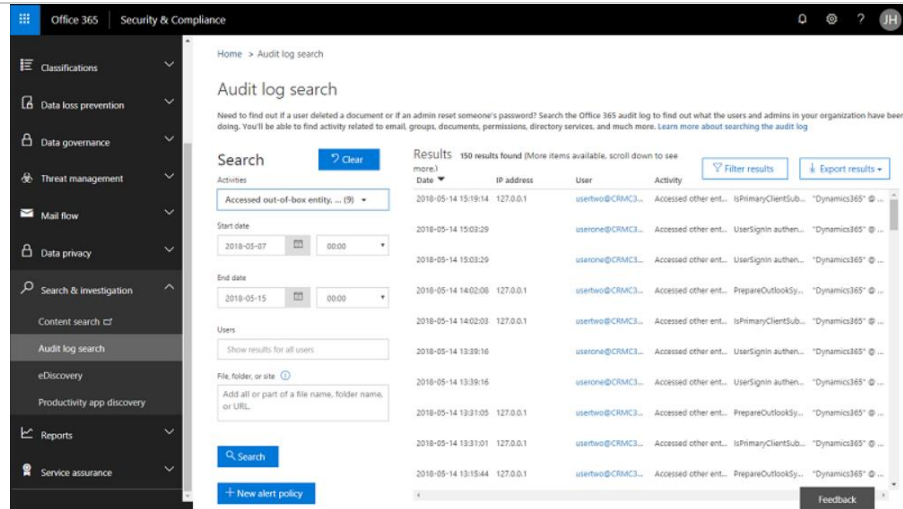 Office 365 Security & Compliance ? JH
Classifications
Data loss prevention
Data governance
Threat management
Mail flow
Data privacy
Search & investigation
Content search
Audit log search
eDiscovery
Productivity app discovery
Reports
Service assurance
Home > Audit log search
Audit log search
Need to find out if a user deleted a document or if an admin reset someone's password? Search the Office 365 audit log to find out what the users and admins in your organization have been
doing. You'll be able to find activity related to email, groups, documents, permissions, directory services, and much more. Learn more about searching the audit log
Search Clear
Activities
Accessed out-of-box entity, ... (9)
Start date
2018-05-07 00:00
End date
2018-05-15 00:00
Users
Show results for all users
File, folder, or site
Add all or part of a file name, folder name,
or URL.
Search
+ New alert policy
Results 150 results found (More items available, scroll down to see
more.)
Filter results Export results
Date IP address User Activity
2018-05-14 15:19:14 127.0.0.1 usertwo@CRMC3... Accessed other ent... IsPrimaryClientSub... "Dynamics365" @ ...
2018-05-14 15:03:29 userone@CRMC3... Accessed other ent... UserSignIn authen... "Dynamics365" @ ...
2018-05-14 15:03:29 userone@CRMC3... Accessed other ent... UserSignIn authen... "Dynamics365" @ ...
2018-05-14 14:02:08 127.0.0.1 usertwo@CRMC3... Accessed other ent... PrepareOutlookSy... "Dynamics365" @ ...
2018-05-14 14:02:03 127.0.0.1 usertwo@CRMC3... Accessed other ent... IsPrimaryClientSub... "Dynamics365" @ ...
2018-05-14 13:39:16 userone@CRMC3... Accessed other ent... UserSignIn authen... "Dynamics365" @ ...
2018-05-14 13:39:16 userone@CRMC3... Accessed other ent... UserSignIn authen... "Dynamics365" @ ...
2018-05-14 13:31:05 127.0.0.1 usertwo@CRMC3... Accessed other ent... PrepareOutlookSy... "Dynamics365" @ ...
2018-05-14 13:31:01 127.0.0.1 usertwo@CRMC3... Accessed other ent... IsPrimaryClientSub... "Dynamics365" @ ...
2018-05-14 13:15:44 127.0.0.1 usertwo@CRMC3... Accessed other ent... PrepareOutlookSy... "Dynamics365" @ ...
Feedback